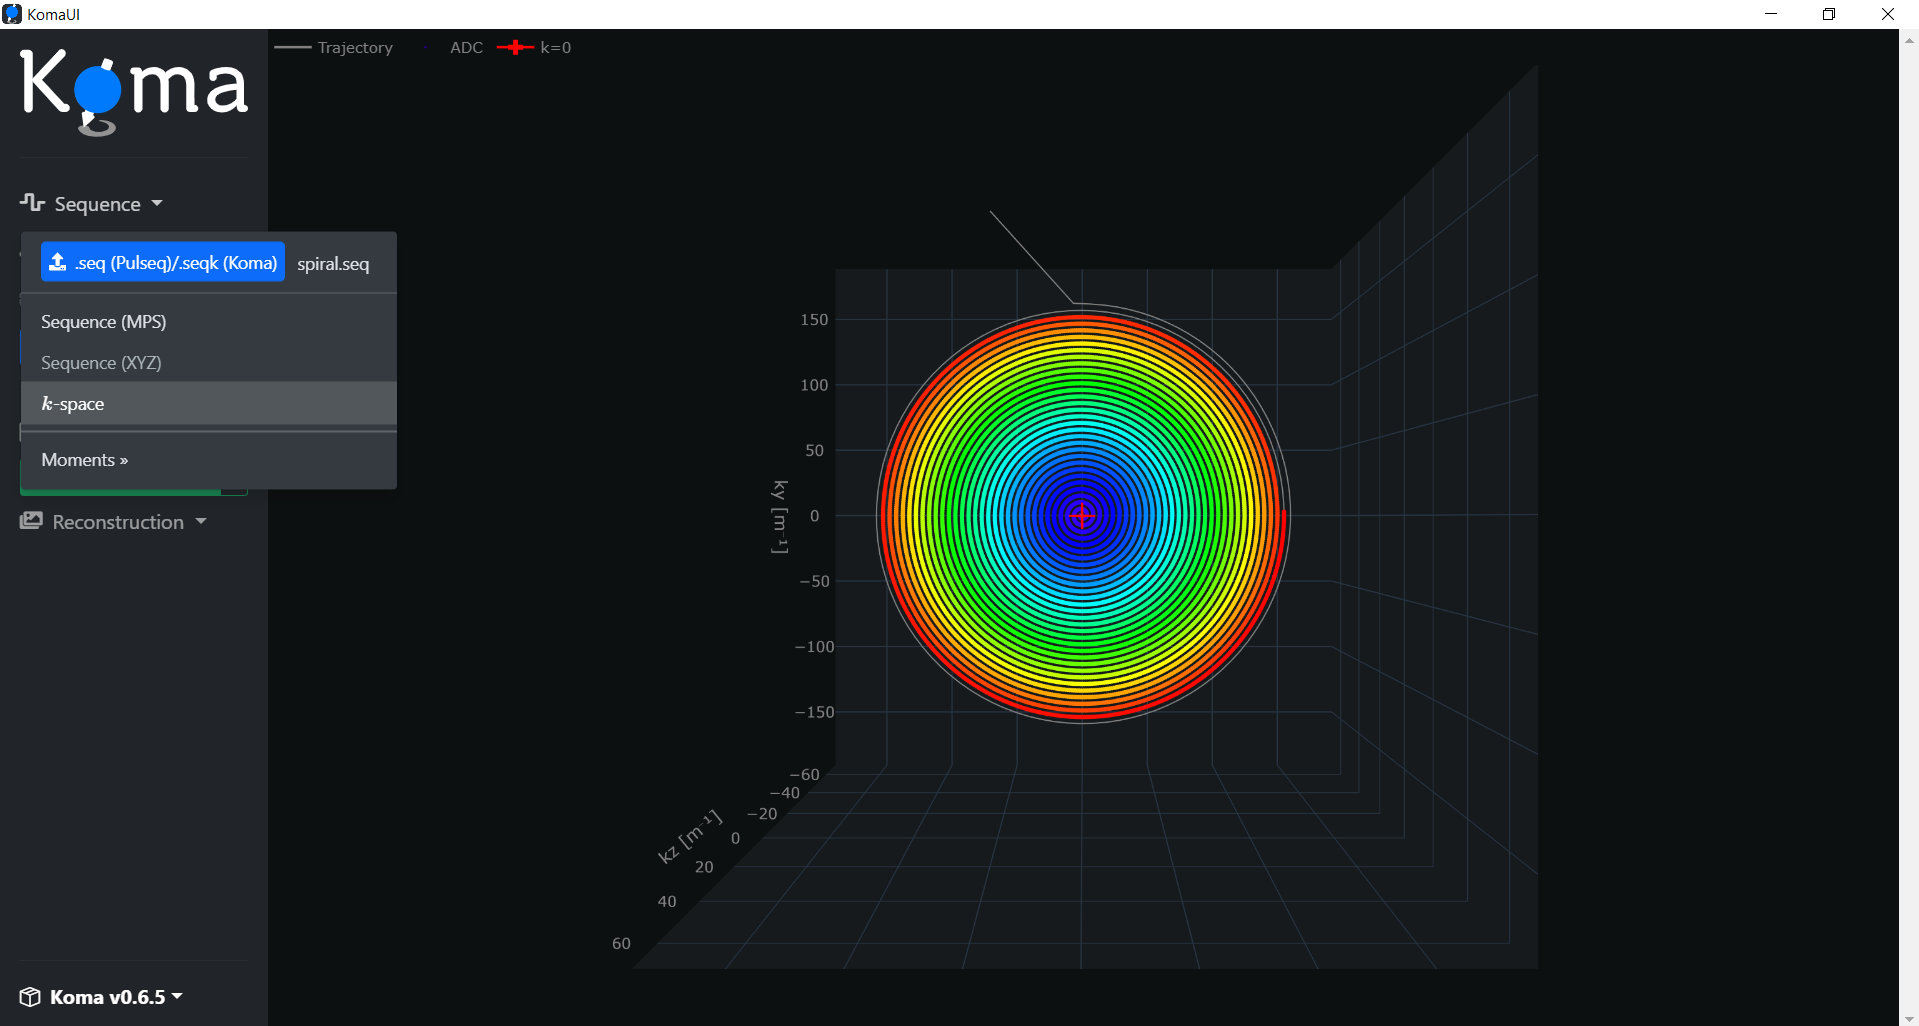 KomaUI
Koma
Trajectory ADC k=0
Sequence
.seq (Pulseq)/.seqk (Koma) spiral.seq
Sequence (MPS)
Sequence (XYZ)
k-space
Moments »
Reconstruction
Koma v0.6.5
150
100
50
0
−50
−100
−150
ky [m⁻¹]
−60
−40
−20
0
20
40
60
kz [m⁻¹]